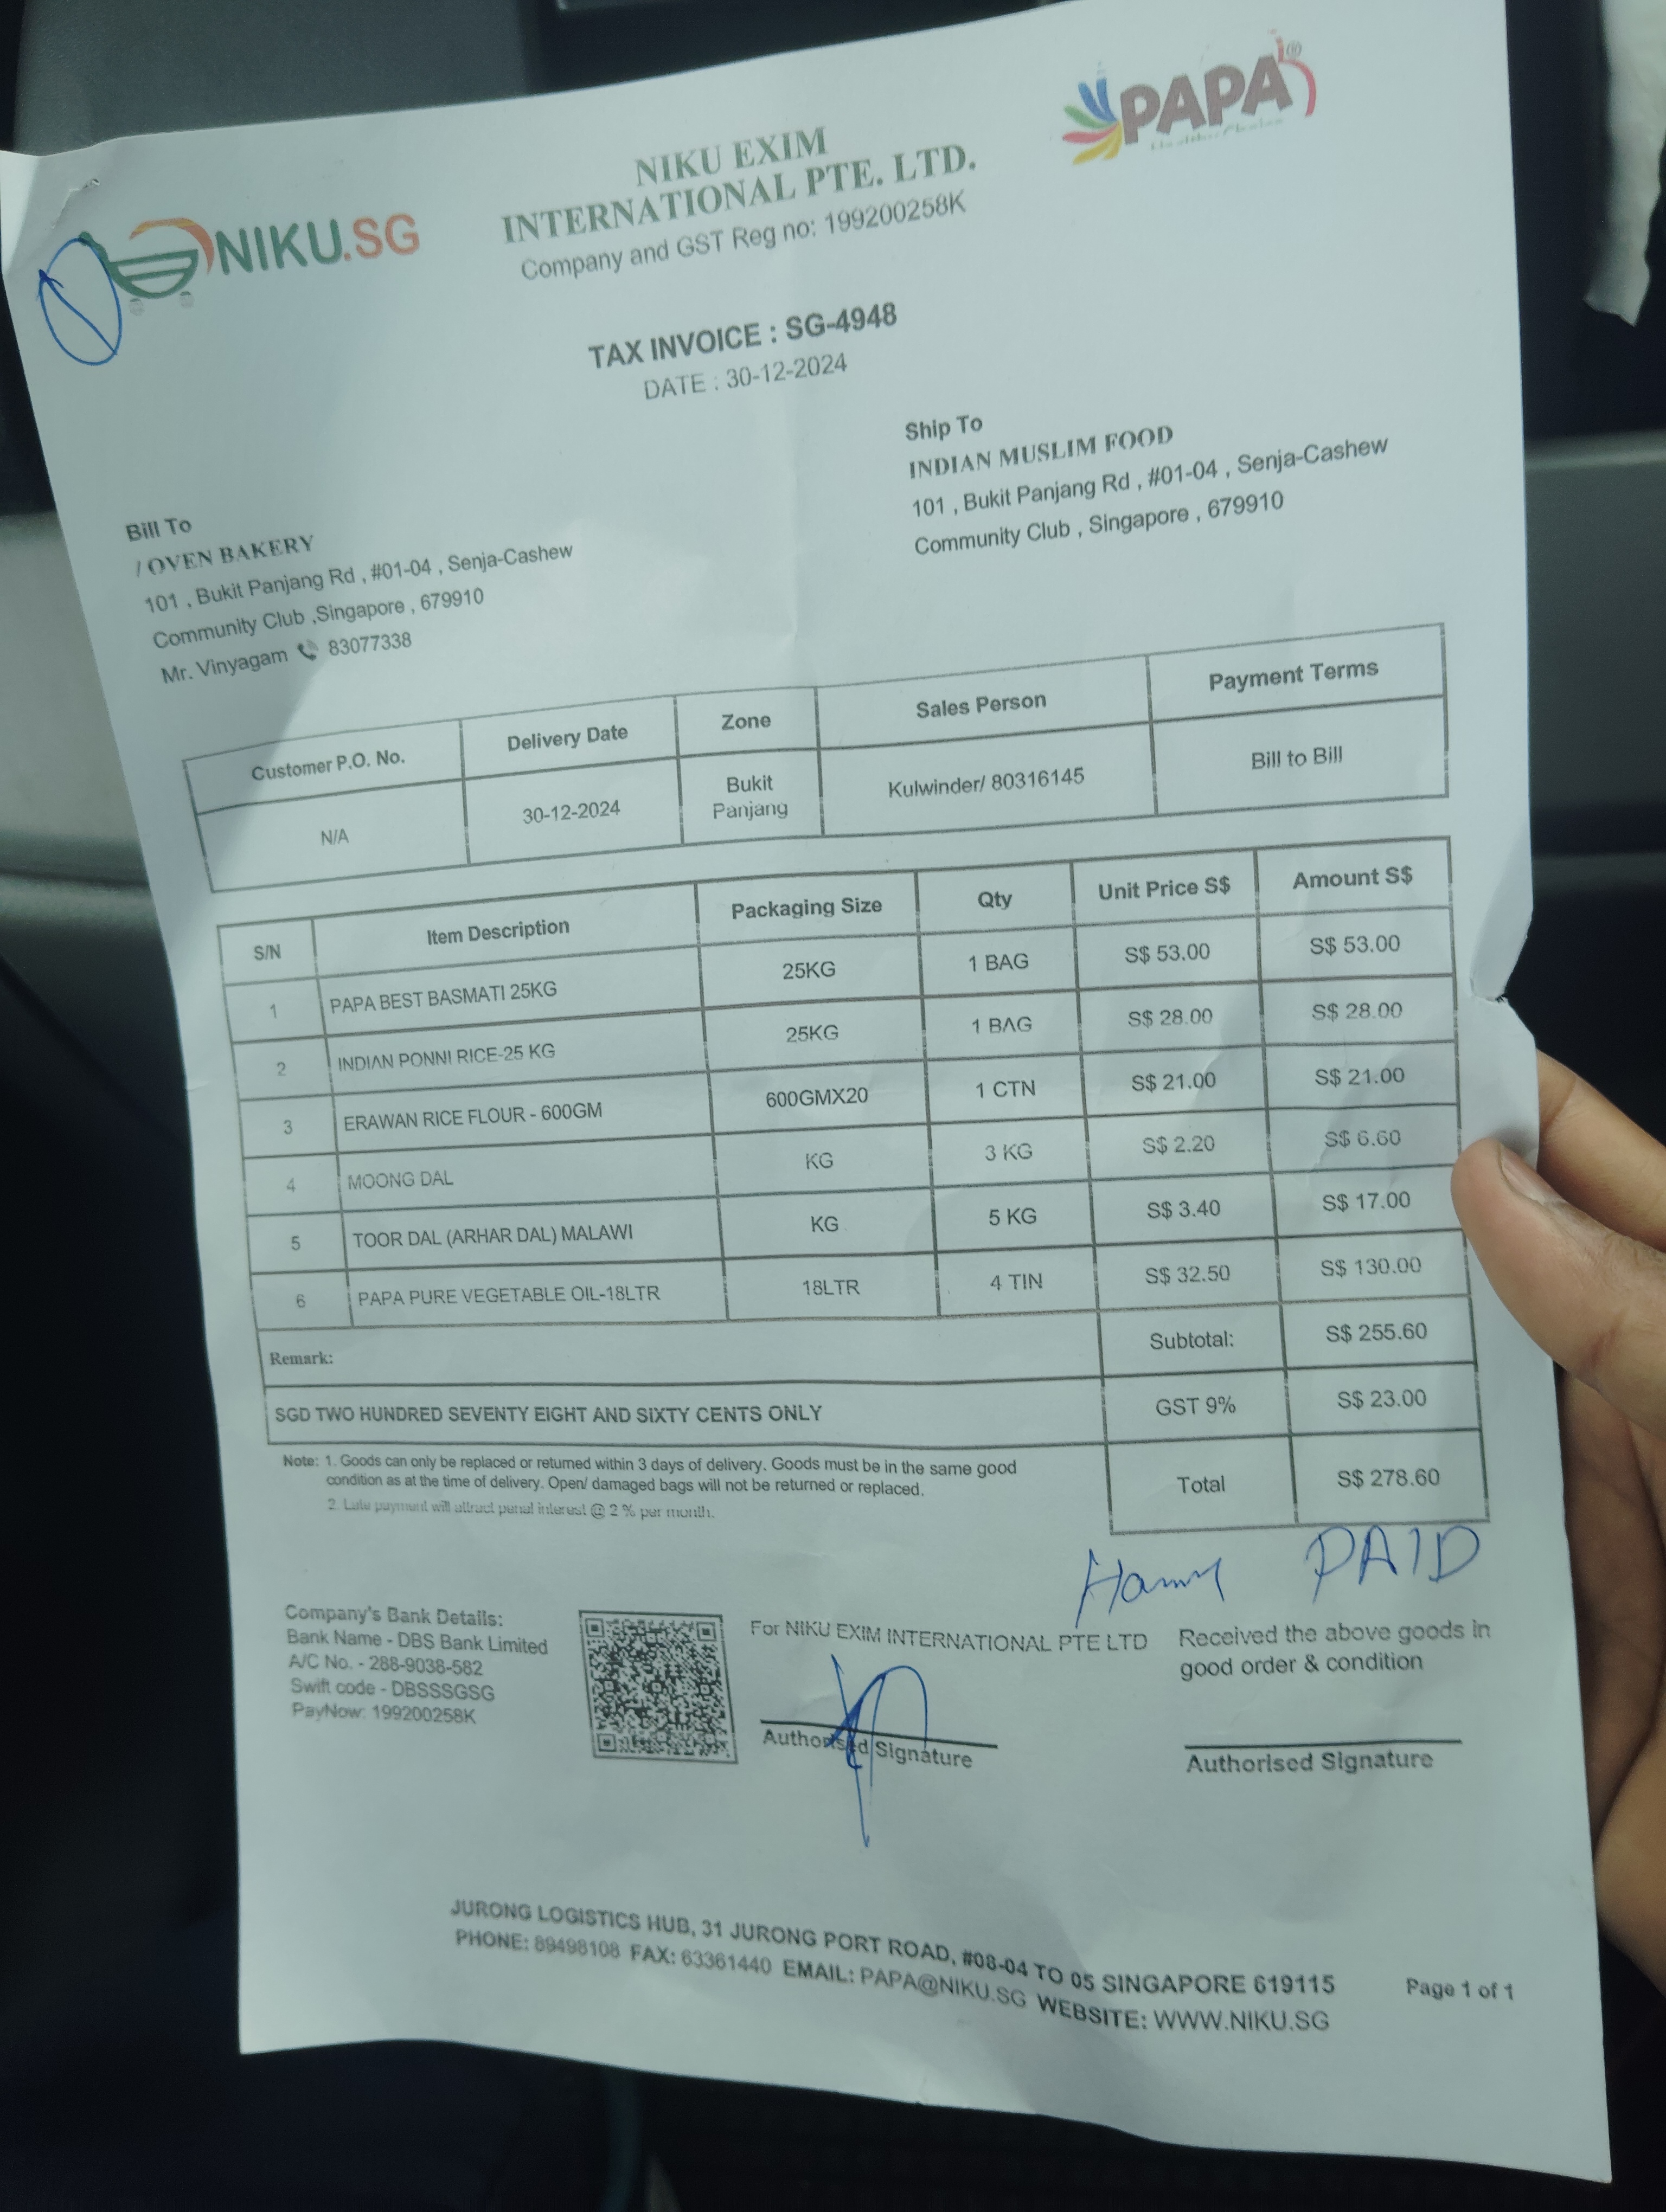 NIKU.SG
NIKU EXIM
INTERNATIONAL PTE. LTD.
Company and GST Reg no: 199200258K
PAPA®
TAX INVOICE : SG-4948
DATE : 30-12-2024
Bill To
/ OVEN BAKERY
101 , Bukit Panjang Rd , #01-04 , Senja-Cashew
Community Club ,Singapore , 679910
Mr. Vinyagam 83077338
Ship To
INDIAN MUSLIM FOOD
101 , Bukit Panjang Rd , #01-04 , Senja-Cashew
Community Club , Singapore , 679910
Customer P.O. No. Delivery Date Zone Sales Person Payment Terms
N/A 30-12-2024 Bukit Panjang Kulwinder/ 80316145 Bill to Bill
S/N Item Description Packaging Size Qty Unit Price S$ Amount S$
1 PAPA BEST BASMATI 25KG 25KG 1 BAG S$ 53.00 S$ 53.00
2 INDIAN PONNI RICE-25 KG 25KG 1 BAG S$ 28.00 S$ 28.00
3 ERAWAN RICE FLOUR - 600GM 600GMX20 1 CTN S$ 21.00 S$ 21.00
4 MOONG DAL KG 3 KG S$ 2.20 S$ 6.60
5 TOOR DAL (ARHAR DAL) MALAWI KG 5 KG S$ 3.40 S$ 17.00
6 PAPA PURE VEGETABLE OIL-18LTR 18LTR 4 TIN S$ 32.50 S$ 130.00
Remark: Subtotal: S$ 255.60
SGD TWO HUNDRED SEVENTY EIGHT AND SIXTY CENTS ONLY GST 9% S$ 23.00
Total S$ 278.60
Note: 1. Goods can only be replaced or returned within 3 days of delivery. Goods must be in the same good
condition as at the time of delivery. Open/ damaged bags will not be returned or replaced.
2. Late payment will attract penal interest @ 2 % per month.
PAID
Company's Bank Details:
Bank Name - DBS Bank Limited
A/C No. - 288-9038-582
Swift code - DBSSSGSG
PayNow: 199200258K
For NIKU EXIM INTERNATIONAL PTE LTD
Authorised Signature
Received the above goods in
good order & condition
Authorised Signature
JURONG LOGISTICS HUB, 31 JURONG PORT ROAD, #08-04 TO 05 SINGAPORE 619115
PHONE: 89498108 FAX: 63361440 EMAIL: PAPA@NIKU.SG WEBSITE: WWW.NIKU.SG
Page 1 of 1